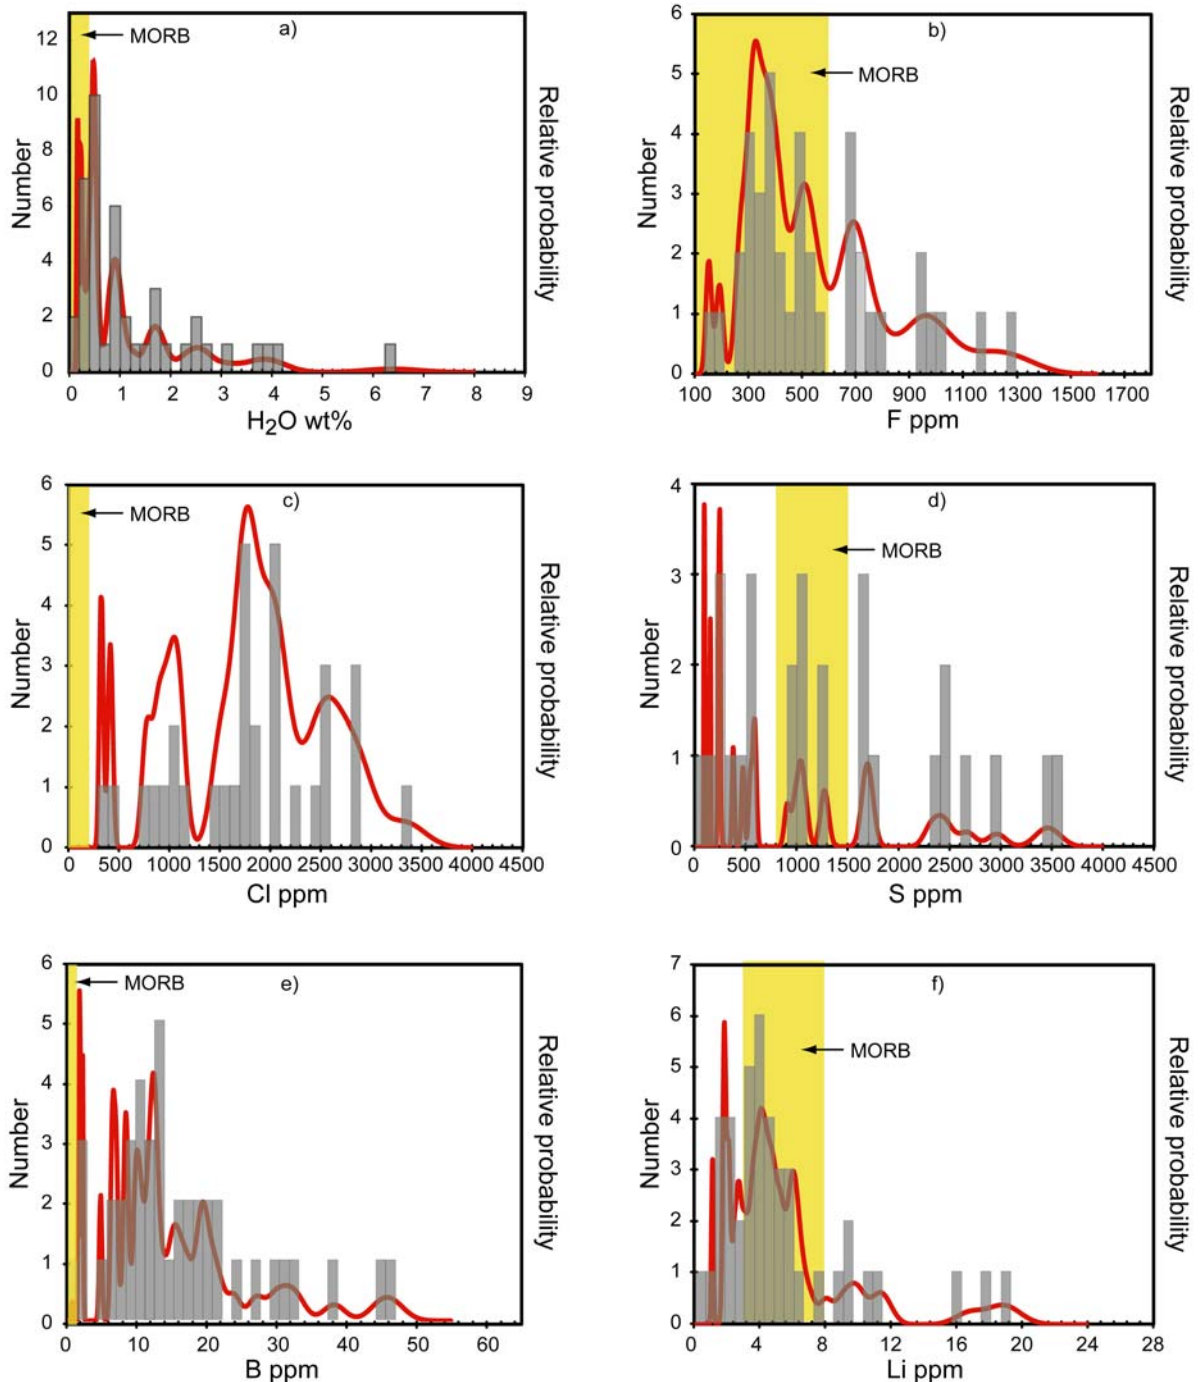 a)
MORB
12
10
8
6
4
2
0
Number
Relative probability
0 1 2 3 4 5 6 7 8 9
H2O wt%
b)
MORB
6
5
4
3
2
1
0
Number
Relative probability
100 300 500 700 900 1100 1300 1500 1700
F ppm
c)
MORB
6
5
4
3
2
1
0
Number
Relative probability
0 500 1000 1500 2000 2500 3000 3500 4000 4500
Cl ppm
d)
MORB
4
3
2
1
0
Number
Relative probability
0 500 1000 1500 2000 2500 3000 3500 4000 4500
S ppm
e)
MORB
6
5
4
3
2
1
0
Number
Relative probability
0 10 20 30 40 50 60
B ppm
f)
MORB
7
6
5
4
3
2
1
0
Number
Relative probability
0 4 8 12 16 20 24 28
Li ppm